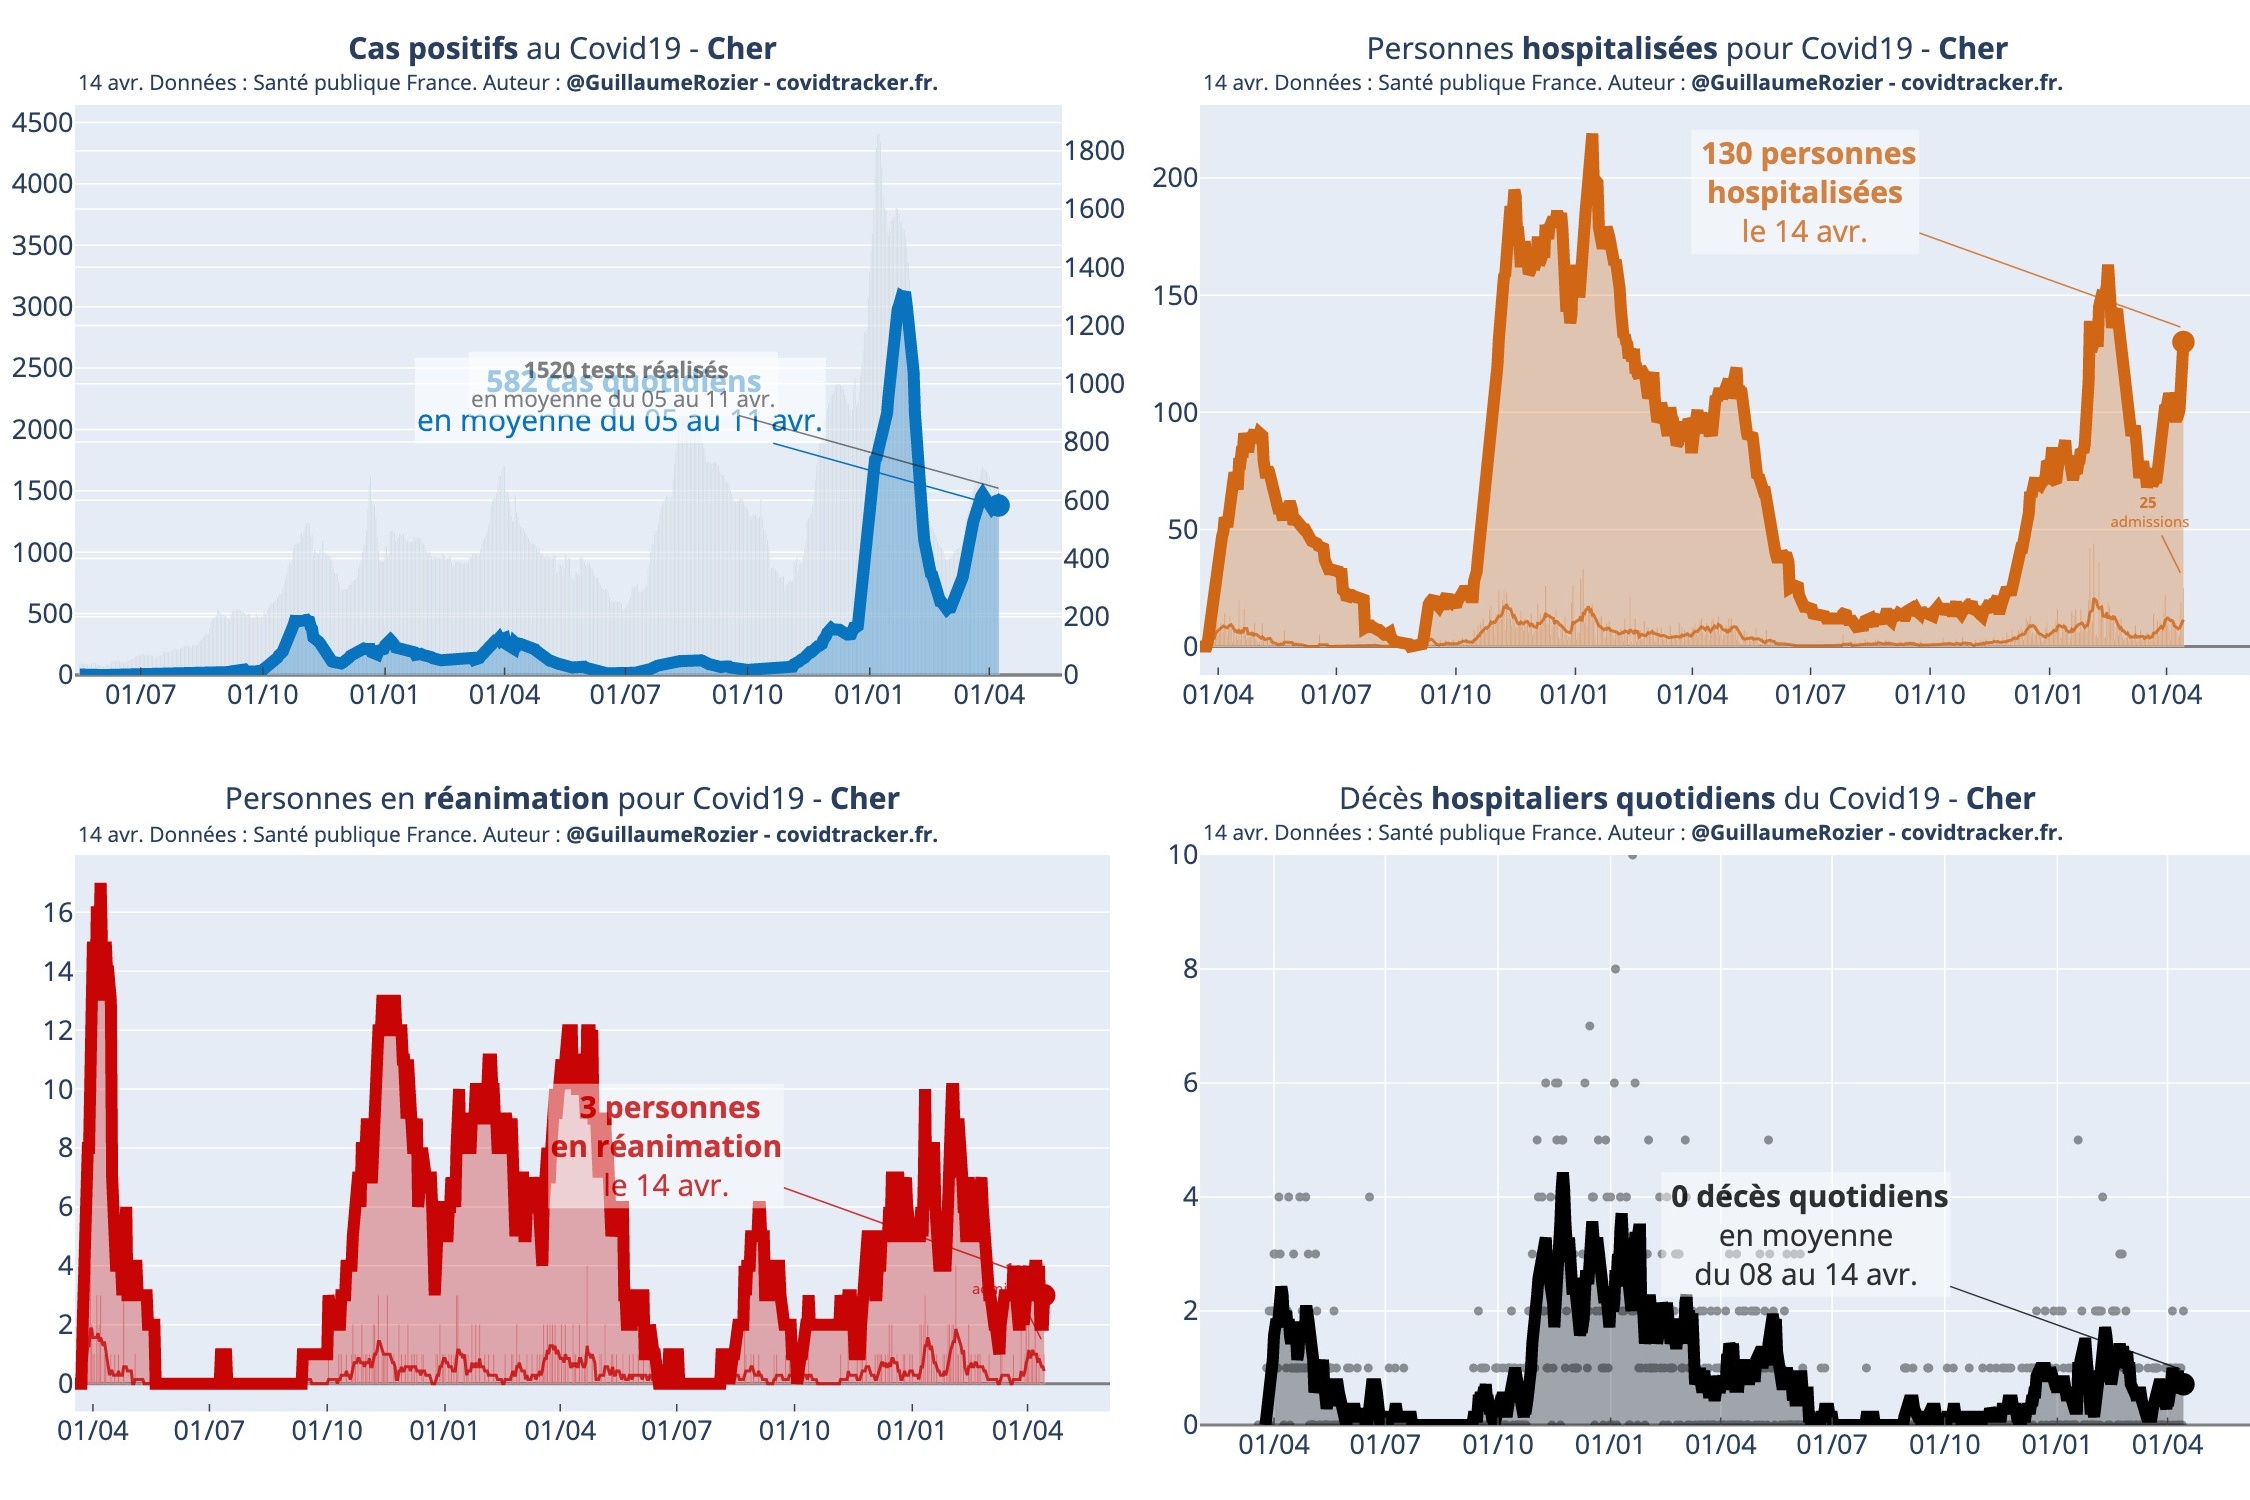 Cas positifs au Covid19 - Cher
14 avr. Données : Santé publique France. Auteur : @GuillaumeRozier - covidtracker.fr.
4500
4000
3500
3000
2500
2000
1500
1000
500
0
1800
1600
1400
1200
1000
800
600
400
200
0
1520 tests réalisés
582 cas quotidiens
en moyenne du 05 au 11 avr.
en moyenne du 05 au 11 avr.
01/07 01/10 01/01 01/04 01/07 01/10 01/01 01/04
Personnes hospitalisées pour Covid19 - Cher
14 avr. Données : Santé publique France. Auteur : @GuillaumeRozier - covidtracker.fr.
200
150
100
50
0
130 personnes
hospitalisées
le 14 avr.
25
admissions
01/04 01/07 01/10 01/01 01/04 01/07 01/10 01/01 01/04
Personnes en réanimation pour Covid19 - Cher
14 avr. Données : Santé publique France. Auteur : @GuillaumeRozier - covidtracker.fr.
16
14
12
10
8
6
4
2
0
3 personnes
en réanimation
le 14 avr.
01/04 01/07 01/10 01/01 01/04 01/07 01/10 01/01 01/04
Décès hospitaliers quotidiens du Covid19 - Cher
14 avr. Données : Santé publique France. Auteur : @GuillaumeRozier - covidtracker.fr.
10
8
6
4
2
0
0 décès quotidiens
en moyenne
du 08 au 14 avr.
01/04 01/07 01/10 01/01 01/04 01/07 01/10 01/01 01/04